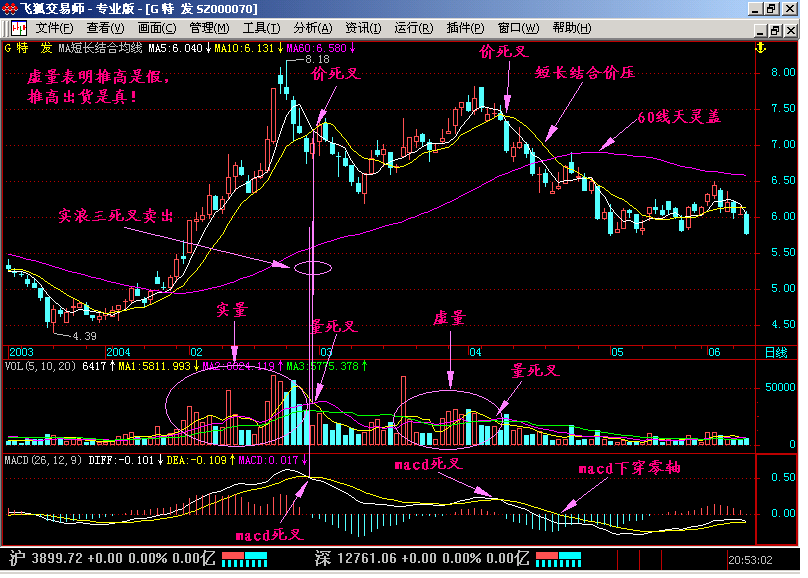 飞狐交易师 - 专业版 - [G 特 发 SZ000070]
文件(F) 查看(V) 画面(C) 管理(M) 工具(T) 分析(A) 资讯(I) 运行(R) 插件(P) 窗口(W) 帮助(H)
G 特 发 MA短长结合均线 MA5:6.040↓ MA10:6.131↓ MA60:6.580↓
8.18
价死叉
价死叉
虚量表明推高是假,
推高出货是真!
短长结合价压
8.00
7.50
60线天灵盖
7.00
6.50
实浪三死叉卖出
6.00
5.50
5.00
实量
量死叉
虚量
4.50
4.39
2003 2004 02 03 04 05 06 日线
VOL(5,10,20) 6417↑ MA1:5811.993↓ MA2:6024.119↑ MA3:5775.378↑
量死叉
50000
0
MACD(26,12,9) DIFF:-0.101↓ DEA:-0.109↑ MACD:0.017↓
macd死叉
macd下穿零轴
0.50
0.00
macd死叉
沪 3899.72 +0.00 0.00% 0.00亿 深 12761.06 +0.00 0.00% 0.00亿 20:53:02